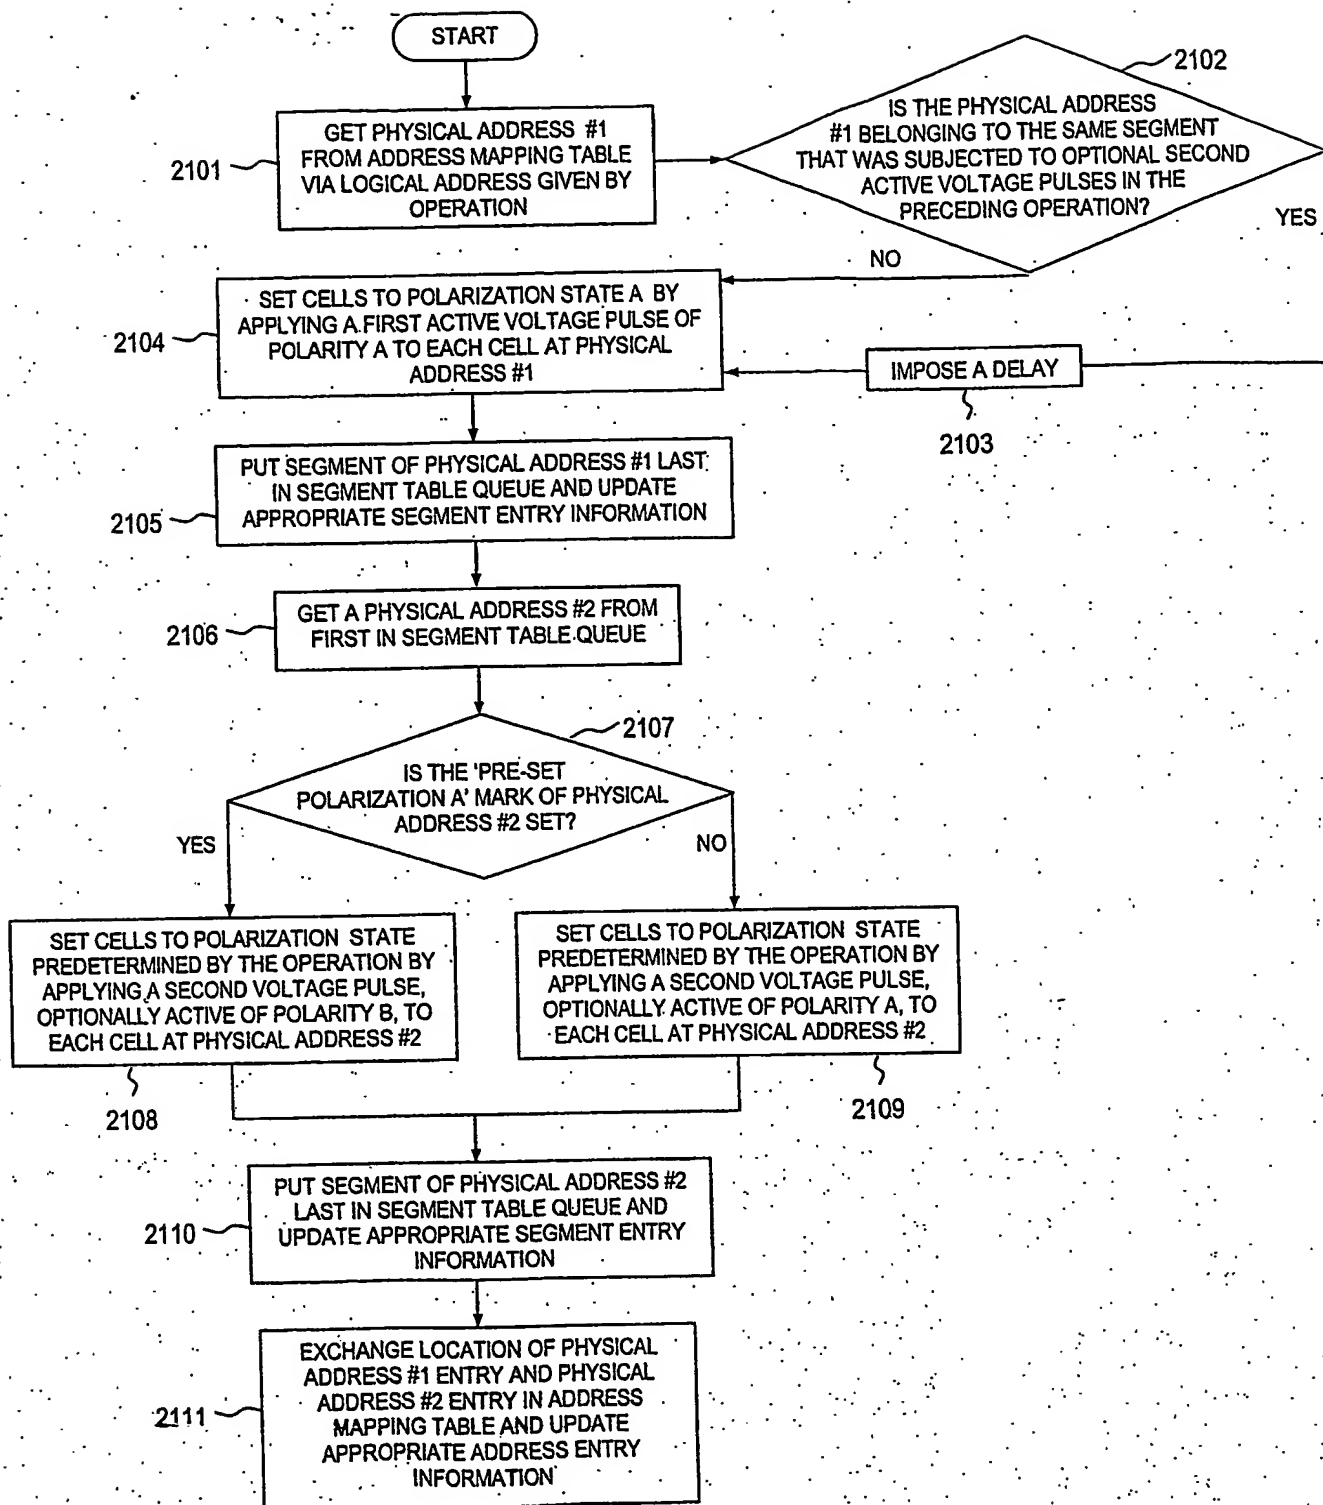 START
2102
IS THE PHYSICAL ADDRESS
#1 BELONGING TO THE SAME SEGMENT
THAT WAS SUBJECTED TO OPTIONAL SECOND
ACTIVE VOLTAGE PULSES IN THE
PRECEDING OPERATION?
GET PHYSICAL ADDRESS #1
FROM ADDRESS MAPPING TABLE
VIA LOGICAL ADDRESS GIVEN BY
OPERATION
2101
YES
NO
SET CELLS TO POLARIZATION STATE A BY
APPLYING A FIRST ACTIVE VOLTAGE PULSE OF
POLARITY A TO EACH CELL AT PHYSICAL
ADDRESS #1
2104
IMPOSE A DELAY
2103
PUT SEGMENT OF PHYSICAL ADDRESS #1 LAST
IN SEGMENT TABLE QUEUE AND UPDATE
APPROPRIATE SEGMENT ENTRY INFORMATION
2105
GET A PHYSICAL ADDRESS #2 FROM
FIRST IN SEGMENT TABLE QUEUE
2106
2107
IS THE 'PRE-SET
POLARIZATION A' MARK OF PHYSICAL
ADDRESS #2 SET?
YES
NO
SET CELLS TO POLARIZATION STATE
PREDETERMINED BY THE OPERATION BY
APPLYING A SECOND VOLTAGE PULSE,
OPTIONALLY ACTIVE OF POLARITY B, TO
EACH CELL AT PHYSICAL ADDRESS #2
2108
SET CELLS TO POLARIZATION STATE
PREDETERMINED BY THE OPERATION BY
APPLYING A SECOND VOLTAGE PULSE,
OPTIONALLY ACTIVE OF POLARITY A, TO
EACH CELL AT PHYSICAL ADDRESS #2
2109
PUT SEGMENT OF PHYSICAL ADDRESS #2
LAST IN SEGMENT TABLE QUEUE AND
UPDATE APPROPRIATE SEGMENT ENTRY
INFORMATION
2110
EXCHANGE LOCATION OF PHYSICAL
ADDRESS #1 ENTRY AND PHYSICAL
ADDRESS #2 ENTRY IN ADDRESS
MAPPING TABLE AND UPDATE
APPROPRIATE ADDRESS ENTRY
INFORMATION
2111